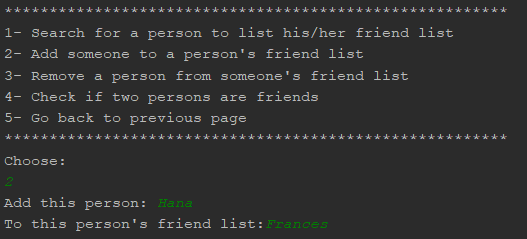 ********************************************************
1- Search for a person to list his/her friend list
2- Add someone to a person's friend list
3- Remove a person from someone's friend list
4- Check if two persons are friends
5- Go back to previous page
********************************************************
Choose:
2
Add this person: Hana
To this person's friend list:Frances